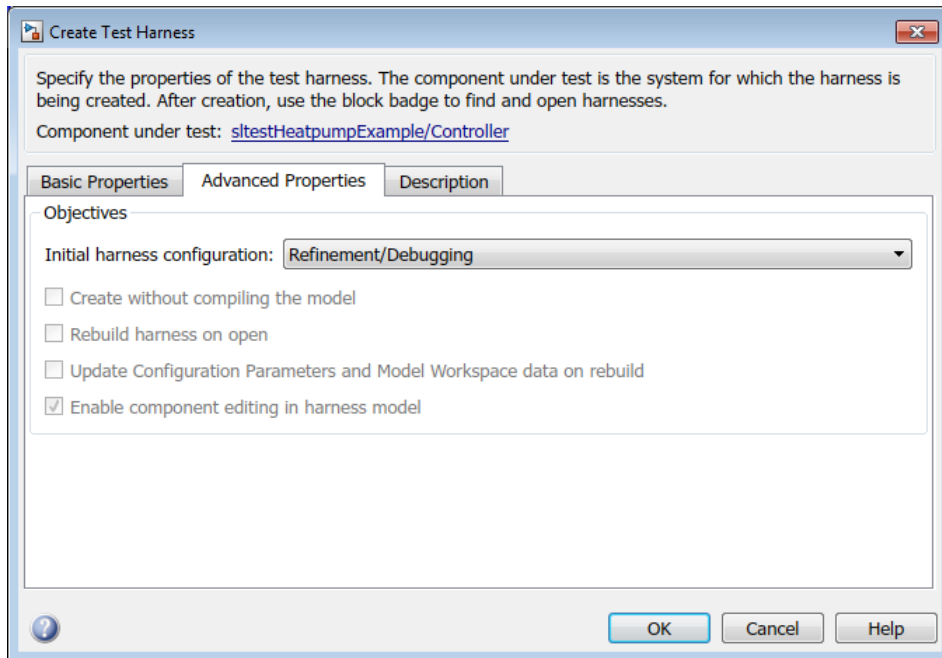 Create Test Harness
Specify the properties of the test harness. The component under test is the system for which the harness is
being created. After creation, use the block badge to find and open harnesses.
Component under test: sltestHeatpumpExample/Controller
Basic Properties Advanced Properties Description
Objectives
Initial harness configuration: Refinement/Debugging
Create without compiling the model
Rebuild harness on open
Update Configuration Parameters and Model Workspace data on rebuild
Enable component editing in harness model
? OK Cancel Help